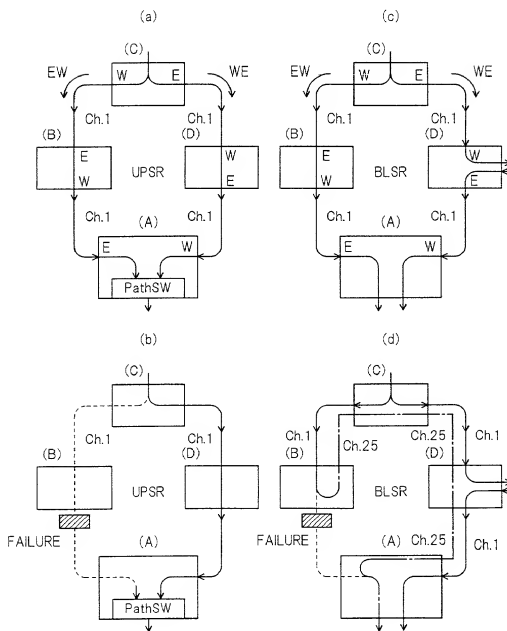 (a)
(C)
EW
W
E
WE
Ch.1
Ch.1
(B)
(D)
E
W
UPSR
W
E
Ch.1
(A)
Ch.1
E
W
PathSW
(c)
(C)
EW
W
E
WE
Ch.1
Ch.1
(B)
(D)
E
W
BLSR
W
E
Ch.1
(A)
Ch.1
E
W
(b)
(C)
Ch.1
Ch.1
(B)
(D)
UPSR
FAILURE
(A)
PathSW
(d)
(C)
Ch.1
Ch.25
Ch.25
Ch.1
(B)
(D)
BLSR
FAILURE
(A)
Ch.25
Ch.1